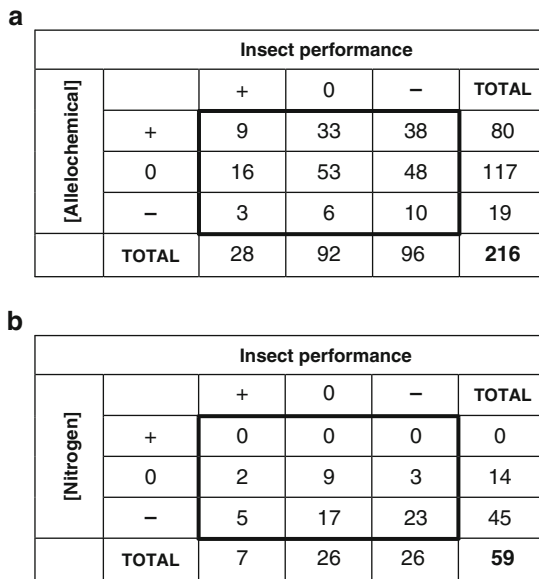 a
Insect performance
[Allelochemical]
+ 0 – TOTAL
+ 9 33 38 80
0 16 53 48 117
– 3 6 10 19
TOTAL 28 92 96 216
b
Insect performance
[Nitrogen]
+ 0 – TOTAL
+ 0 0 0 0
0 2 9 3 14
– 5 17 23 45
TOTAL 7 26 26 59